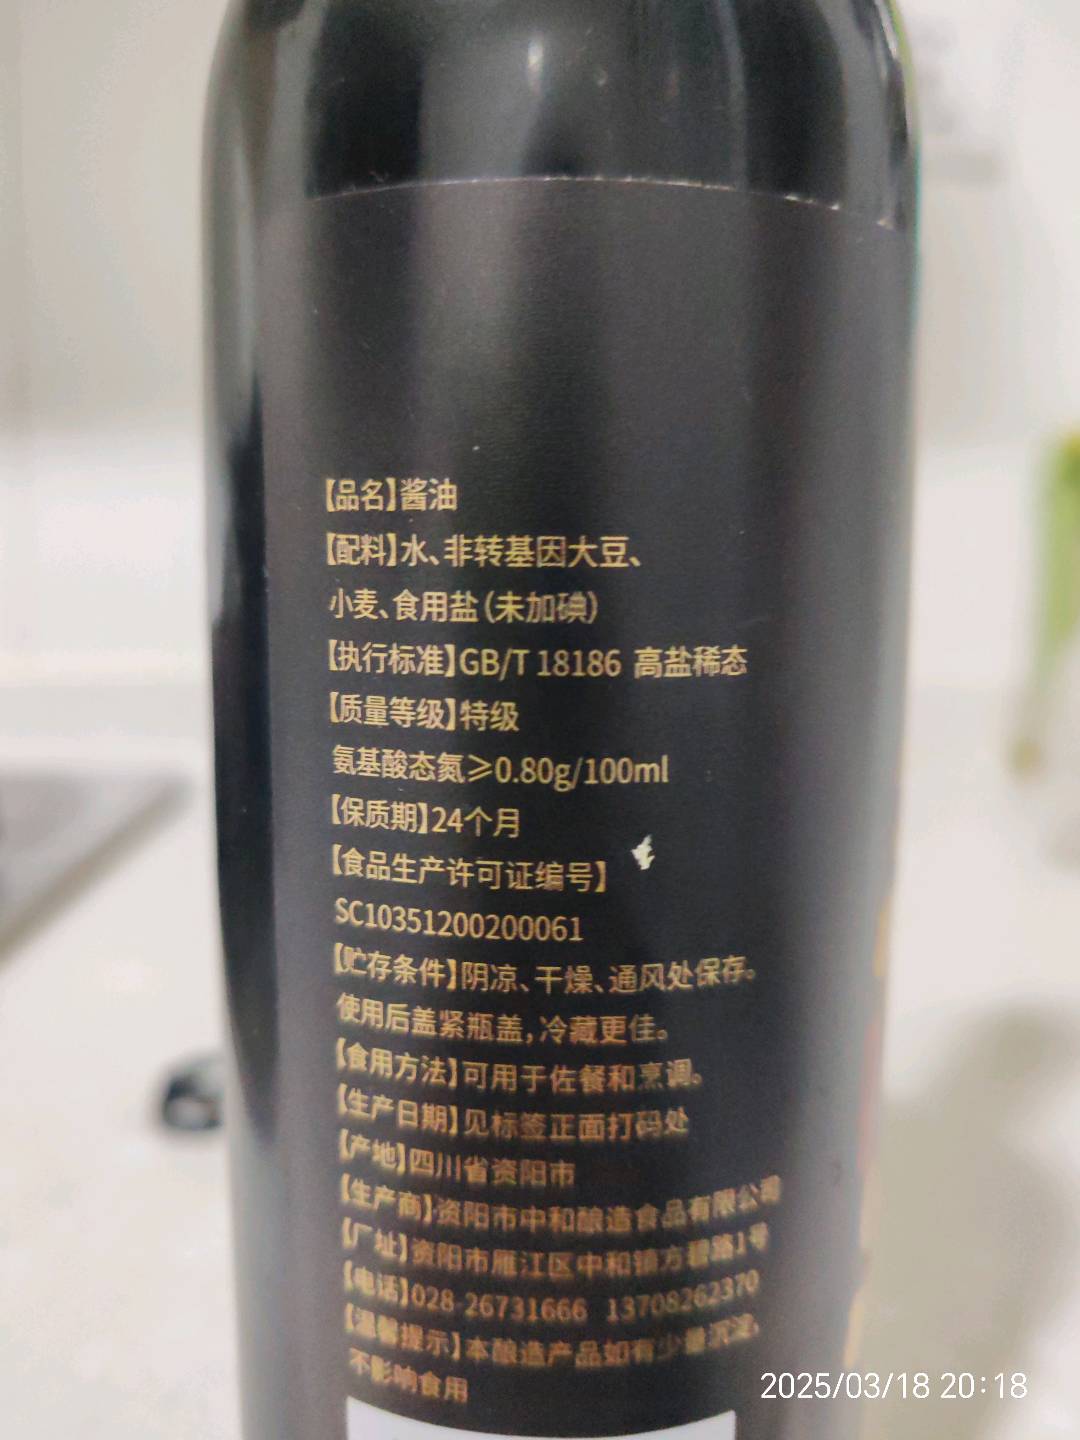 【品名】酱油
【配料】水、非转基因大豆、
小麦、食用盐(未加碘)
【执行标准】GB/T 18186 高盐稀态
【质量等级】特级
氨基酸态氮≥0.80g/100ml
【保质期】24个月
【食品生产许可证编号】
SC10351200200061
【贮存条件】阴凉、干燥、通风处保存。
使用后盖紧瓶盖,冷藏更佳。
【食用方法】可用于佐餐和烹调。
【生产日期】见标签正面打码处
【产地】四川省资阳市
【生产商】资阳市中和酿造食品有限公司
【厂址】资阳市雁江区中和镇方碧路1号
【电话】028-26731666 13708262370
【温馨提示】本酿造产品如有少量沉淀,
不影响食用
2025/03/18 20:18